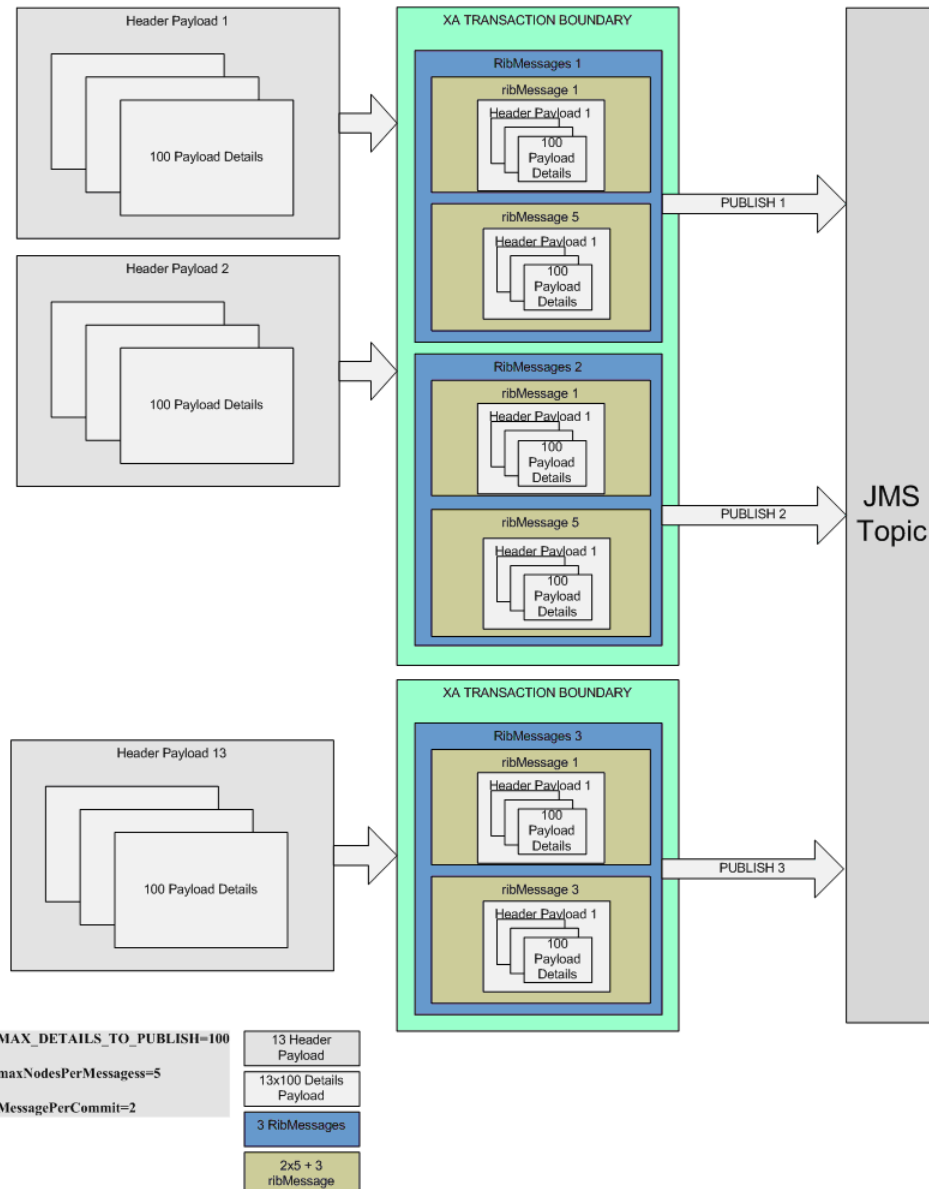 Header Payload 1
100 Payload Details
Header Payload 2
100 Payload Details
Header Payload 13
100 Payload Details
XA TRANSACTION BOUNDARY
RibMessages 1
ribMessage 1
Header Payload 1
100
Payload
Details
ribMessage 5
Header Payload 1
100
Payload
Details
RibMessages 2
ribMessage 1
Header Payload 1
100
Payload
Details
ribMessage 5
Header Payload 1
100
Payload
Details
XA TRANSACTION BOUNDARY
RibMessages 3
ribMessage 1
Header Payload 1
100
Payload
Details
ribMessage 3
Header Payload 1
100
Payload
Details
PUBLISH 1
PUBLISH 2
PUBLISH 3
JMS
Topic
MAX_DETAILS_TO_PUBLISH=100
maxNodesPerMessagess=5
MessagePerCommit=2
13 Header
Payload
13x100 Details
Payload
3 RibMessages
2x5 + 3
ribMessage